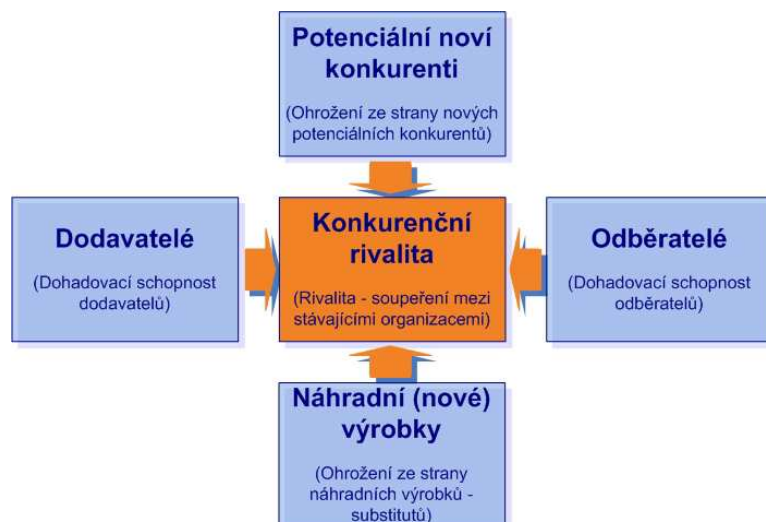 Potenciální noví
konkurenti
(Ohrožení ze strany nových
potenciálních konkurentů)
Dodavatelé
(Dohadovací schopnost
dodavatelů)
Konkurenční
rivalita
(Rivalita - soupeření mezi
stávajícími organizacemi)
Odběratelé
(Dohadovací schopnost
odběratelů)
Náhradní (nové)
výrobky
(Ohrožení ze strany
náhradních výrobků -
substitutů)